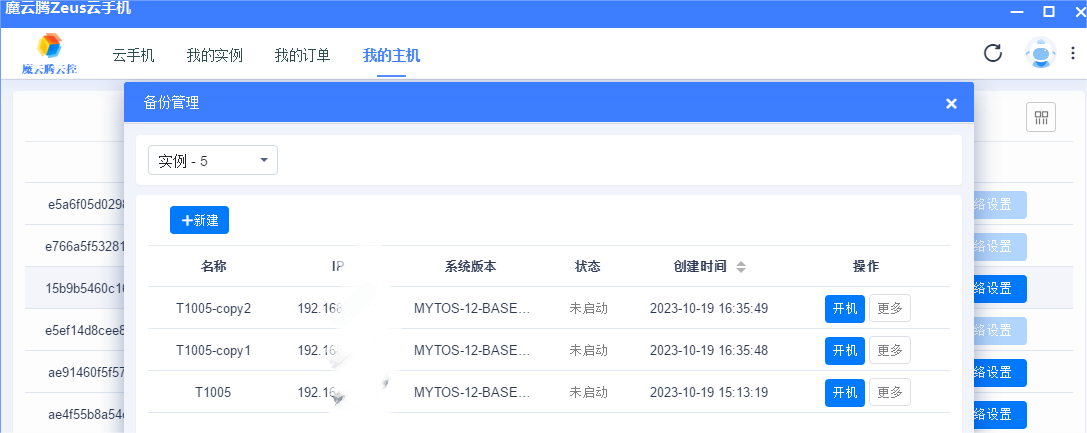 魔云腾Zeus云手机
魔云腾云控
云手机 我的实例 我的订单 我的主机
备份管理
实例 - 5
新建
名称 IP 系统版本 状态 创建时间 操作
T1005-copy2 192.168 MYTOS-12-BASE... 未启动 2023-10-19 16:35:49 开机 更多
T1005-copy1 192.16 MYTOS-12-BASE... 未启动 2023-10-19 16:35:48 开机 更多
T1005 192.16 MYTOS-12-BASE... 未启动 2023-10-19 15:13:19 开机 更多
e5a6f05d0298 络设置
e766a5f53281 络设置
15b9b5460c 络设置
e5ef14d8cee8 络设置
ae91460f5f57 络设置
ae4f55b8a54 络设置